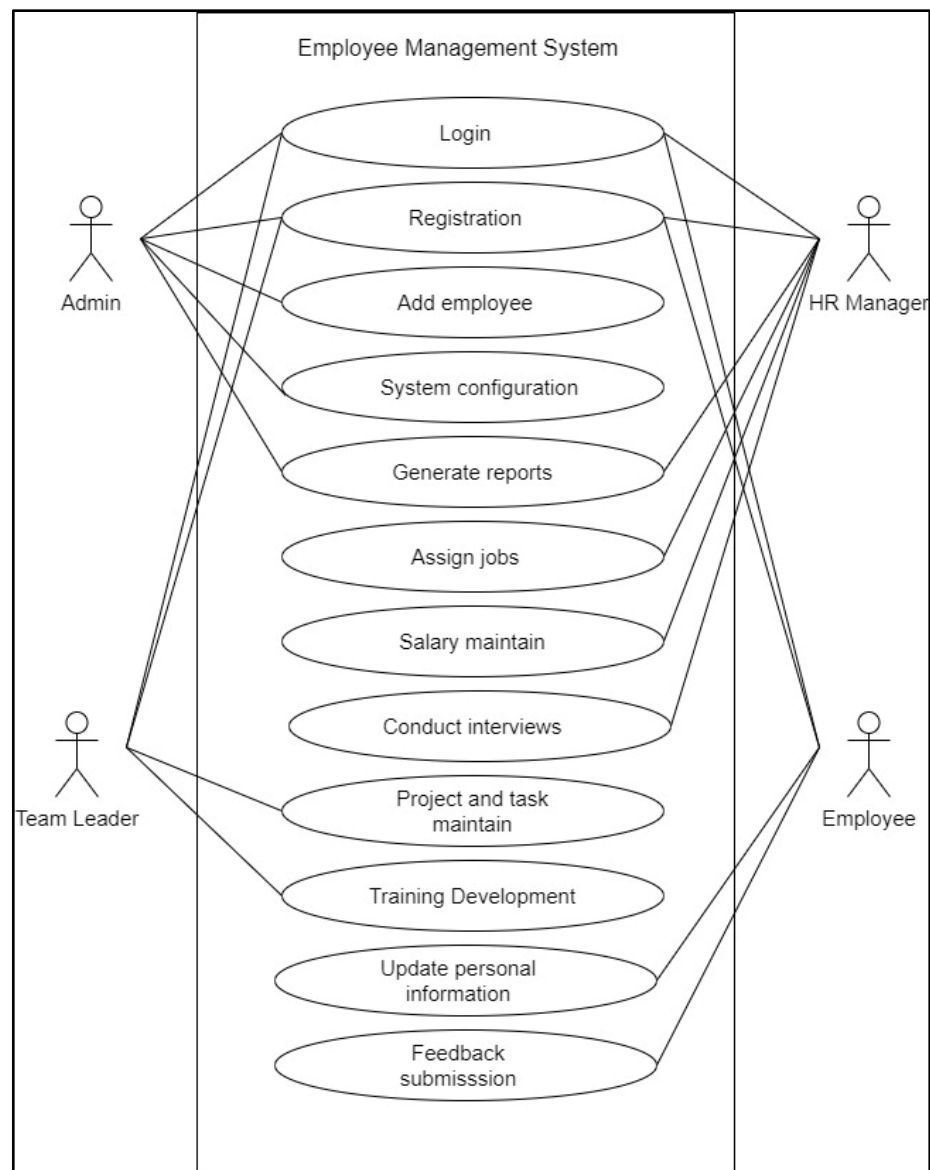 Employee Management System
Login
Registration
Admin
HR Manager
Add employee
System configuration
Generate reports
Assign jobs
Salary maintain
Conduct interviews
Team Leader
Project and task
maintain
Employee
Training Development
Update personal
information
Feedback
submisssion